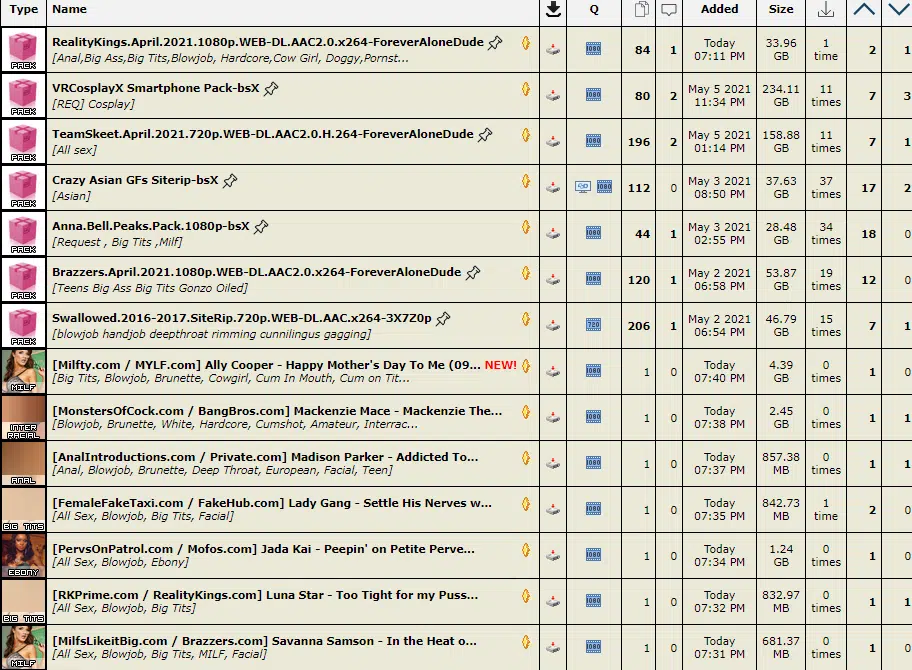 Type Name Q Added Size
RealityKings.April.2021.1080p.WEB-DL.AAC2.0.x264-ForeverAloneDude
[Anal,Big Ass,Big Tits,Blowjob, Hardcore,Cow Girl, Doggy,Pornst...
PACK
84 1 Today 07:11 PM 33.96 GB 1 time 2 1
VRCosplayX Smartphone Pack-bsX
[REQ] Cosplay]
PACK
80 2 May 5 2021 11:34 PM 234.11 GB 11 times 7 3
TeamSkeet.April.2021.720p.WEB-DL.AAC2.0.H.264-ForeverAloneDude
[All sex]
PACK
196 2 May 5 2021 01:14 PM 158.88 GB 11 times 7 1
Crazy Asian GFs Siterip-bsX
[Asian]
PACK
112 0 May 3 2021 08:50 PM 37.63 GB 37 times 17 2
Anna.Bell.Peaks.Pack.1080p-bsX
[Request , Big Tits ,Milf]
PACK
44 1 May 3 2021 02:55 PM 28.48 GB 34 times 18 0
Brazzers.April.2021.1080p.WEB-DL.AAC2.0.x264-ForeverAloneDude
[Teens Big Ass Big Tits Gonzo Oiled]
PACK
120 1 May 2 2021 06:58 PM 53.87 GB 19 times 12 0
Swallowed.2016-2017.SiteRip.720p.WEB-DL.AAC.x264-3X7Z0p
[blowjob handjob deepthroat rimming cunnilingus gagging]
PACK
206 1 May 2 2021 06:54 PM 46.79 GB 15 times 7 1
[Milfty.com / MYLF.com] Ally Cooper - Happy Mother's Day To Me (09... NEW!
[Big Tits, Blowjob, Brunette, Cowgirl, Cum In Mouth, Cum on Tit...
MILF
1 0 Today 07:40 PM 4.39 GB 0 times 1 0
[MonstersOfCock.com / BangBros.com] Mackenzie Mace - Mackenzie The...
[Blowjob, Brunette, White, Hardcore, Cumshot, Amateur, Interrac...
INTER RACIAL
1 0 Today 07:38 PM 2.45 GB 0 times 1 1
[AnalIntroductions.com / Private.com] Madison Parker - Addicted To...
[Anal, Blowjob, Brunette, Deep Throat, European, Facial, Teen]
ANAL
1 0 Today 07:37 PM 857.38 MB 0 times 1 1
[FemaleFakeTaxi.com / FakeHub.com] Lady Gang - Settle His Nerves w...
[All Sex, Blowjob, Big Tits, Facial]
BIG TITS
1 0 Today 07:35 PM 842.73 MB 1 time 2 0
[PervsOnPatrol.com / Mofos.com] Jada Kai - Peepin' on Petite Perve...
[All Sex, Blowjob, Ebony]
EBONY
1 0 Today 07:34 PM 1.24 GB 0 times 1 0
[RKPrime.com / RealityKings.com] Luna Star - Too Tight for my Puss...
[All Sex, Blowjob, Big Tits]
BIG TITS
1 0 Today 07:32 PM 832.97 MB 0 times 1 1
[MilfsLikeitBig.com / Brazzers.com] Savanna Samson - In the Heat o...
[All Sex, Blowjob, Big Tits, MILF, Facial]
MILF
1 0 Today 07:31 PM 681.37 MB 0 times 1 0